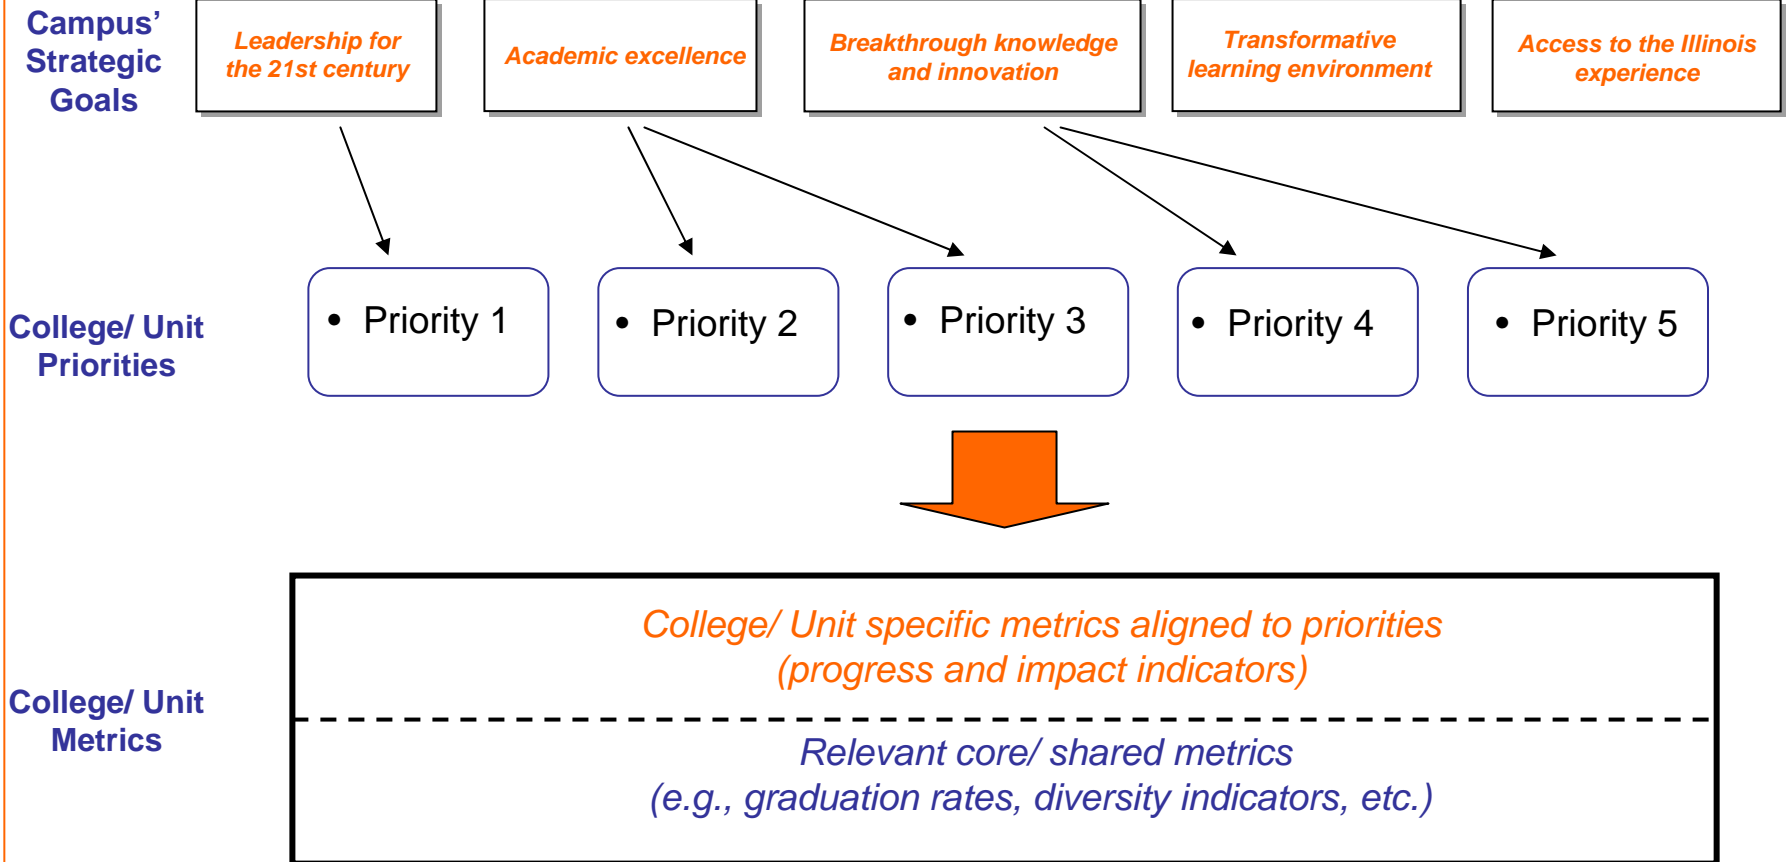 Campus’
Strategic
Goals
Leadership for
the 21st century
Academic excellence
Breakthrough knowledge
and innovation
Transformative
learning environment
Access to the Illinois
experience
College/ Unit
Priorities
• Priority 1
• Priority 2
• Priority 3
• Priority 4
• Priority 5
College/ Unit
Metrics
College/ Unit specific metrics aligned to priorities
(progress and impact indicators)
Relevant core/ shared metrics
(e.g., graduation rates, diversity indicators, etc.)